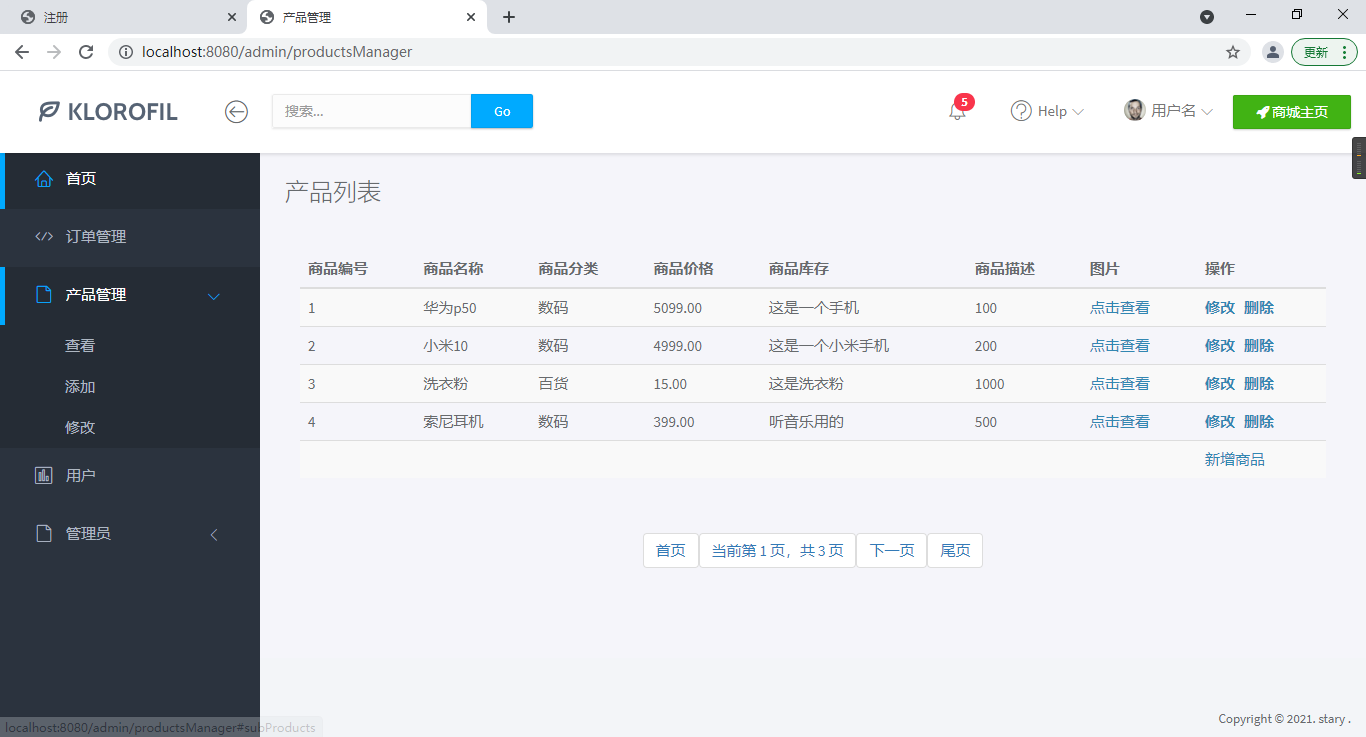 注册
产品管理
localhost:8080/admin/productsManager
更新
KLOROFIL
搜索...
Go
5
Help
用户名
商城主页
首页
订单管理
产品管理
查看
添加
修改
用户
管理员
产品列表
商品编号 商品名称 商品分类 商品价格 商品库存 商品描述 图片 操作
1 华为p50 数码 5099.00 这是一个手机 100 点击查看 修改 删除
2 小米10 数码 4999.00 这是一个小米手机 200 点击查看 修改 删除
3 洗衣粉 百货 15.00 这是洗衣粉 1000 点击查看 修改 删除
4 索尼耳机 数码 399.00 听音乐用的 500 点击查看 修改 删除
新增商品
首页 当前第 1 页，共 3 页 下一页 尾页
Copyright © 2021. stary .
localhost:8080/admin/productsManager#subProducts